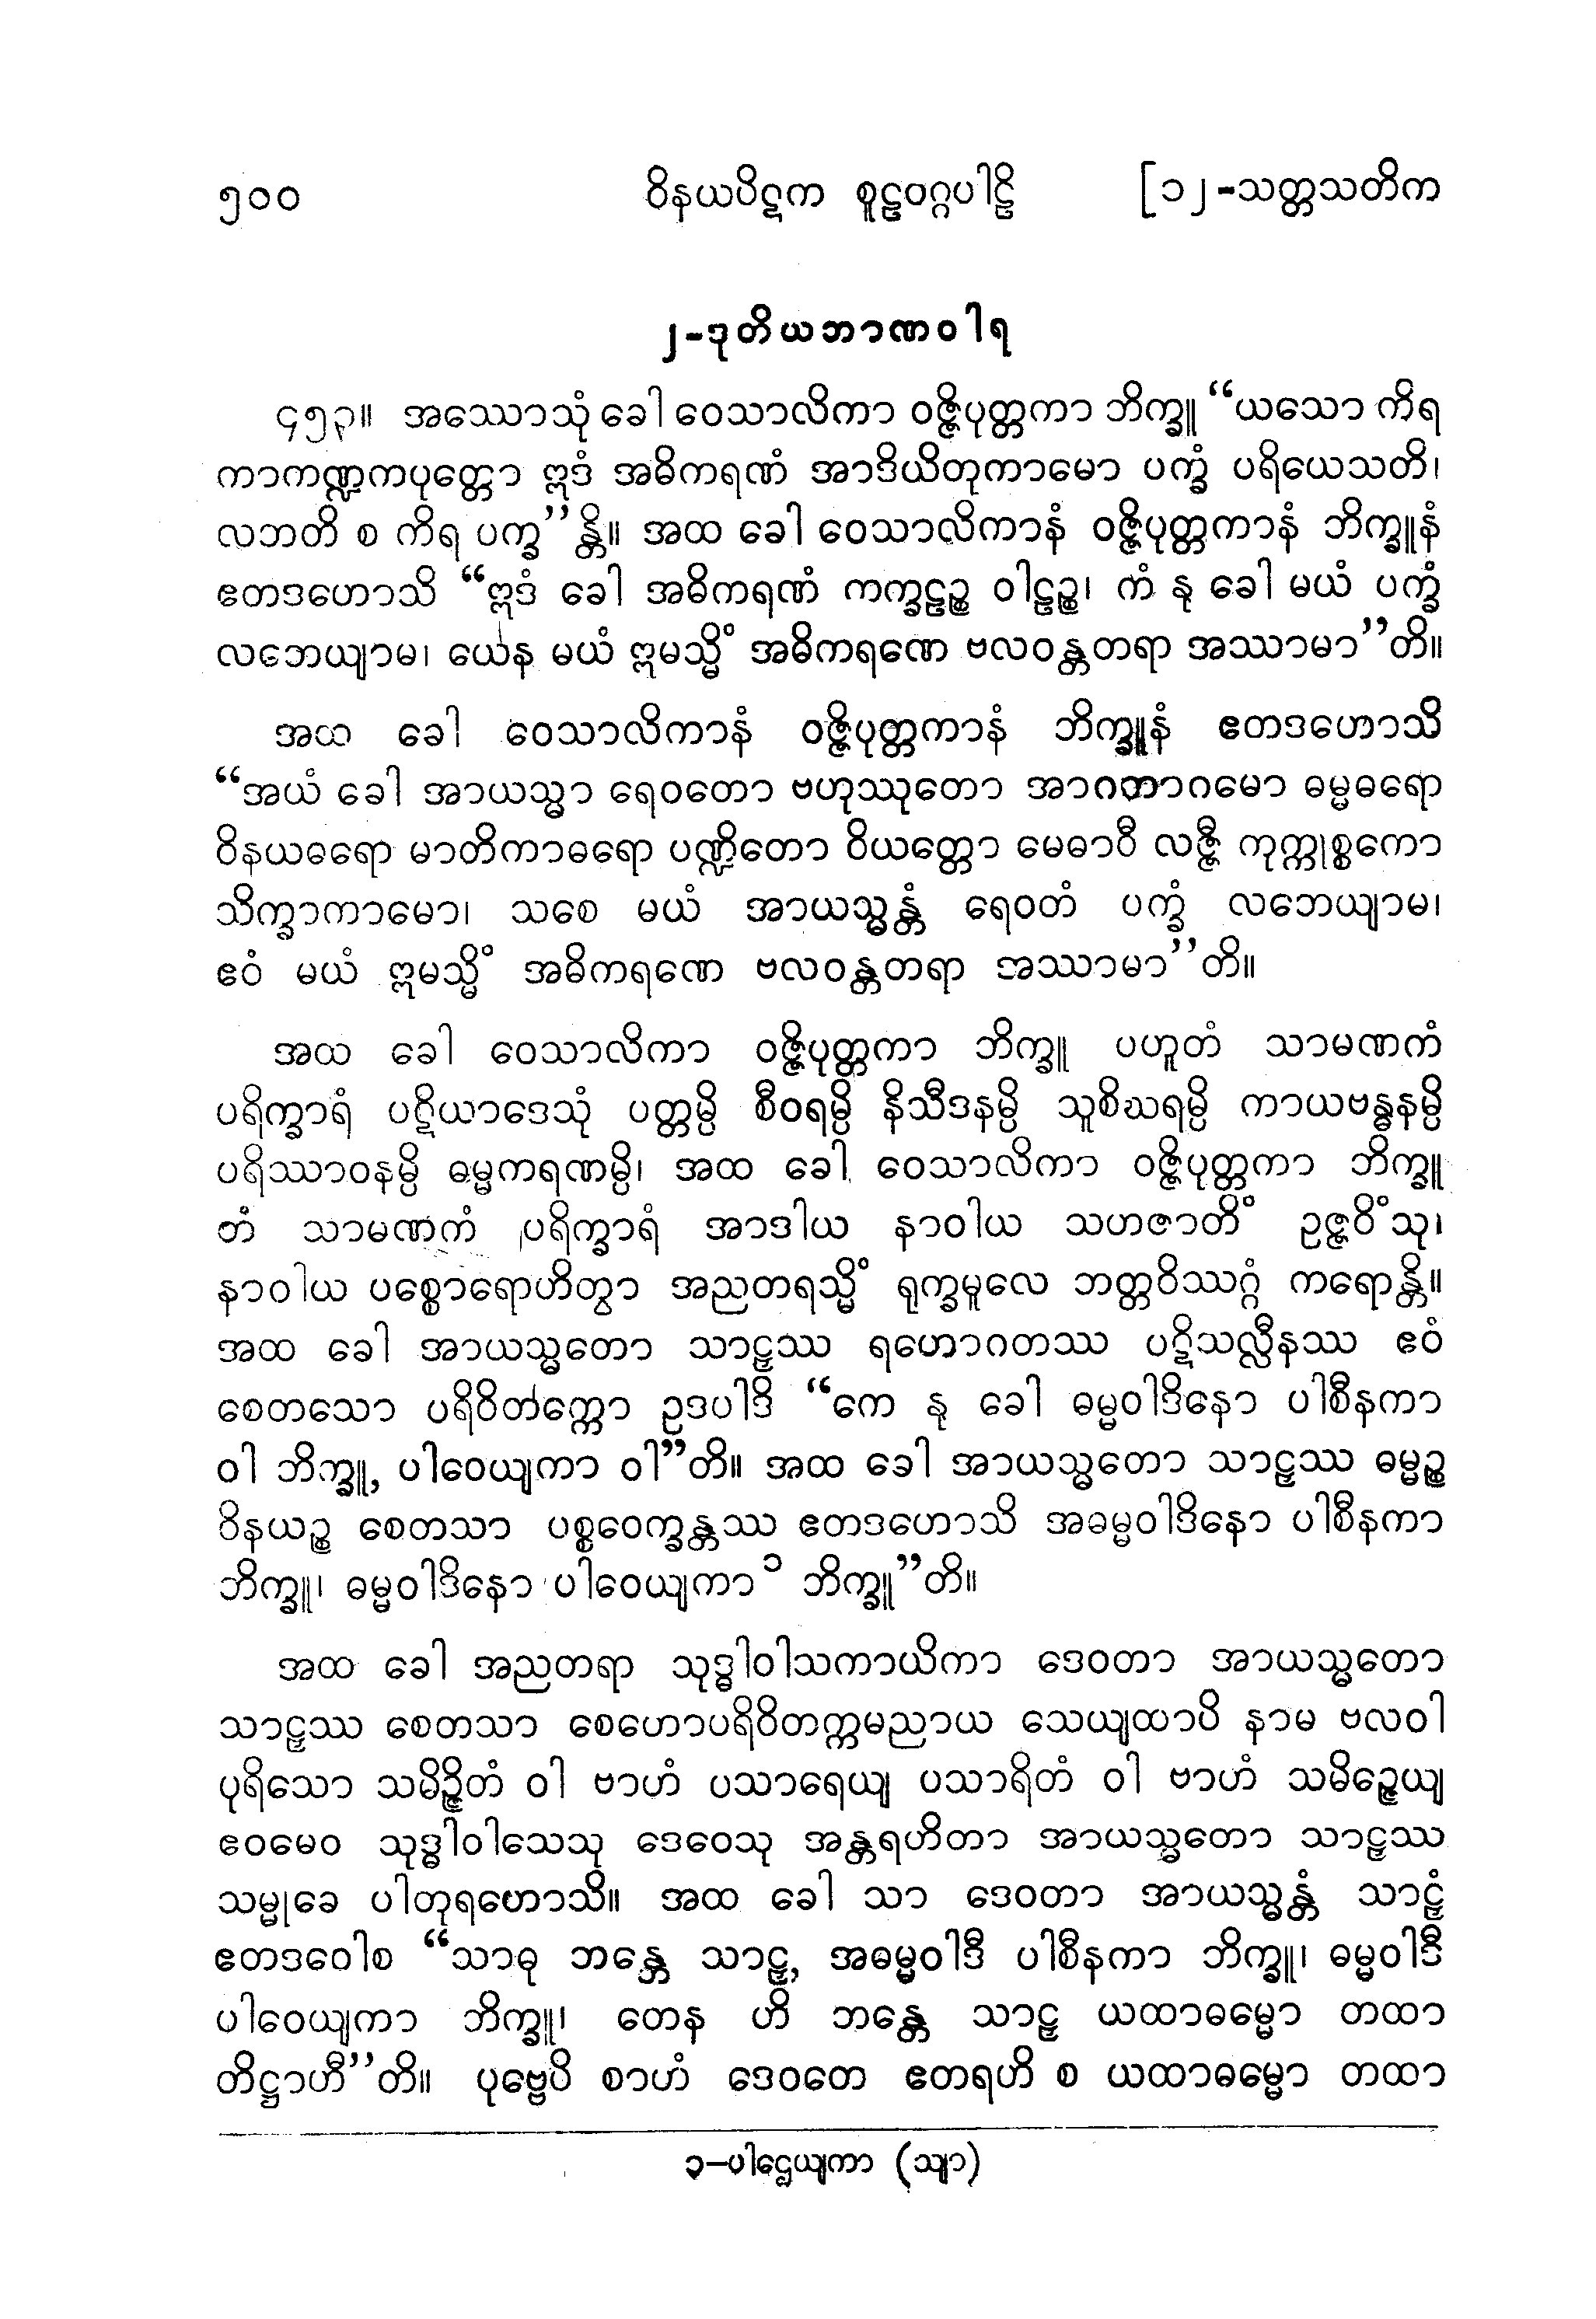 ၅၀၀ ဝိနယပိဋက စူဠဝဂ္ဂပါဠိ [၁၂-သတ္တသတိက
၂-ဒုတိယဘာဏဝါရ
၄၅၃။ အဿောသုံ ခေါ ဝေသာလိကာ ဝဇ္ဇိပုတ္တကာ ဘိက္ခူ “ယသော ကိရ
ကာကဏ္ဍကပုတ္တော ဣဒံ အဓိကရဏံ အာဒိယိတုကာမော ပက္ခံ ပရိယေသတိ၊
လဘတိ စ ကိရ ပက္ခ”န္တိ။ အထ ခေါ ဝေသာလိကာနံ ဝဇ္ဇိပုတ္တကာနံ ဘိက္ခူနံ
ဧတဒဟောသိ “ဣဒံ ခေါ အဓိကရဏံ ကက္ခဠဉ္စ ဝါဠဉ္စ၊ ကံ နု ခေါ မယံ ပက္ခံ
လဘေယျာမ၊ ယေန မယံ ဣမသ္မိံ အဓိကရဏေ ဗလဝန္တတရာ အဿာမာ”တိ။
အထ ခေါ ဝေသာလိကာနံ ဝဇ္ဇိပုတ္တကာနံ ဘိက္ခူနံ ဧတဒဟောသိ
“အယံ ခေါ အာယသ္မာ ရေဝတော ဗဟုဿုတော အာဂတာဂမော ဓမ္မဓရော
ဝိနယဓရော မာတိကာဓရော ပဏ္ဍိတော ဝိယတ္တော မေဓာဝီ လဇ္ဇီ ကုက္ကုစ္စကော
သိက္ခာကာမော၊ သစေ မယံ အာယသ္မန္တံ ရေဝတံ ပက္ခံ လဘေယျာမ၊
ဧဝံ မယံ ဣမသ္မိံ အဓိကရဏေ ဗလဝန္တတရာ အဿာမာ”တိ။
အထ ခေါ ဝေသာလိကာ ဝဇ္ဇိပုတ္တကာ ဘိက္ခူ ပဟူတံ သာမဏကံ
ပရိက္ခာရံ ပဋိယာဒေသုံ ပတ္တမ္ပိ စီဝရမ္ပိ နိသီဒနမ္ပိ သူစိဃရမ္ပိ ကာယဗန္ဓနမ္ပိ
ပရိဿာဝနမ္ပိ ဓမ္မကရဏမ္ပိ၊ အထ ခေါ ဝေသာလိကာ ဝဇ္ဇိပုတ္တကာ ဘိက္ခူ
တံ သာမဏကံ ပရိက္ခာရံ အာဒါယ နာဝါယ သဟဇာတိံ ဥဇ္ဇဝိံသု၊
နာဝါယ ပစ္စောရောဟိတွာ အညတရသ္မိံ ရုက္ခမူလေ ဘတ္တဝိဿဂ္ဂံ ကရောန္တိ။
အထ ခေါ အာယသ္မတော သာဠှဿ ရဟောဂတဿ ပဋိသလ္လီနဿ ဧဝံ
စေတသော ပရိဝိတက္ကော ဥဒပါဒိ “ကေ နု ခေါ ဓမ္မဝါဒိနော ပါစီနကာ
ဝါ ဘိက္ခူ, ပါဝေယျကာ ဝါ”တိ။ အထ ခေါ အာယသ္မတော သာဠှဿ ဓမ္မဉ္စ
ဝိနယဉ္စ စေတသာ ပစ္စဝေက္ခန္တဿ ဧတဒဟောသိ အဓမ္မဝါဒိနော ပါစီနကာ
ဘိက္ခူ၊ ဓမ္မဝါဒိနော ပါဝေယျကာ ၁ ဘိက္ခူ”တိ။
အထ ခေါ အညတရာ သုဒ္ဓါဝါသကာယိကာ ဒေဝတာ အာယသ္မတော
သာဠှဿ စေတသာ စေတောပရိဝိတက္ကမညာယ သေယျထာပိ နာမ ဗလဝါ
ပုရိသော သမိဉ္ဇိတံ ဝါ ဗာဟံ ပသာရေယျ ပသာရိတံ ဝါ ဗာဟံ သမိဉ္ဇေယျ
ဧဝမေဝ သုဒ္ဓါဝါသေသု ဒေဝေသု အန္တရဟိတာ အာယသ္မတော သာဠှဿ
သမ္မုခေ ပါတုရဟောသိ။ အထ ခေါ သာ ဒေဝတာ အာယသ္မန္တံ သာဠှံ
ဧတဒဝေါစ “သာဓု ဘန္တေ သာဠှ, အဓမ္မဝါဒီ ပါစီနကာ ဘိက္ခူ၊ ဓမ္မဝါဒီ
ပါဝေယျကာ ဘိက္ခူ၊ တေန ဟိ ဘန္တေ သာဠှ ယထာဓမ္မော တထာ
တိဋ္ဌာဟီ”တိ။ ပုဗ္ဗေပိ စာဟံ ဒေဝတေ ဧတရဟိ စ ယထာဓမ္မော တထာ
၁–ပါဌေယျကာ (သျာ)